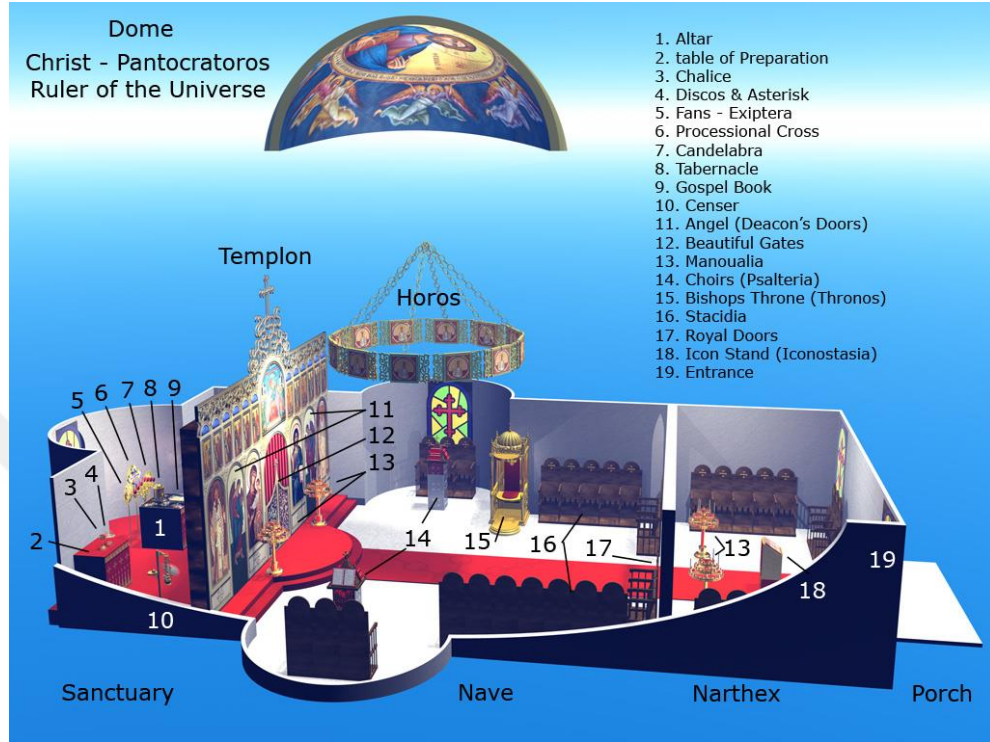 Dome
Christ - Pantocratoros
Ruler of the Universe
1. Altar
2. table of Preparation
3. Chalice
4. Discos & Asterisk
5. Fans - Exiptera
6. Processional Cross
7. Candelabra
8. Tabernacle
9. Gospel Book
10. Censer
11. Angel (Deacon's Doors)
12. Beautiful Gates
13. Manoualia
14. Choirs (Psalteria)
15. Bishops Throne (Thronos)
16. Stacidia
17. Royal Doors
18. Icon Stand (Iconostasia)
19. Entrance
Templon
Horos
5 6 7 8 9
3 4
2
1
10
11
12
13
14
15
16
17
13
18
19
Sanctuary
Nave
Narthex
Porch